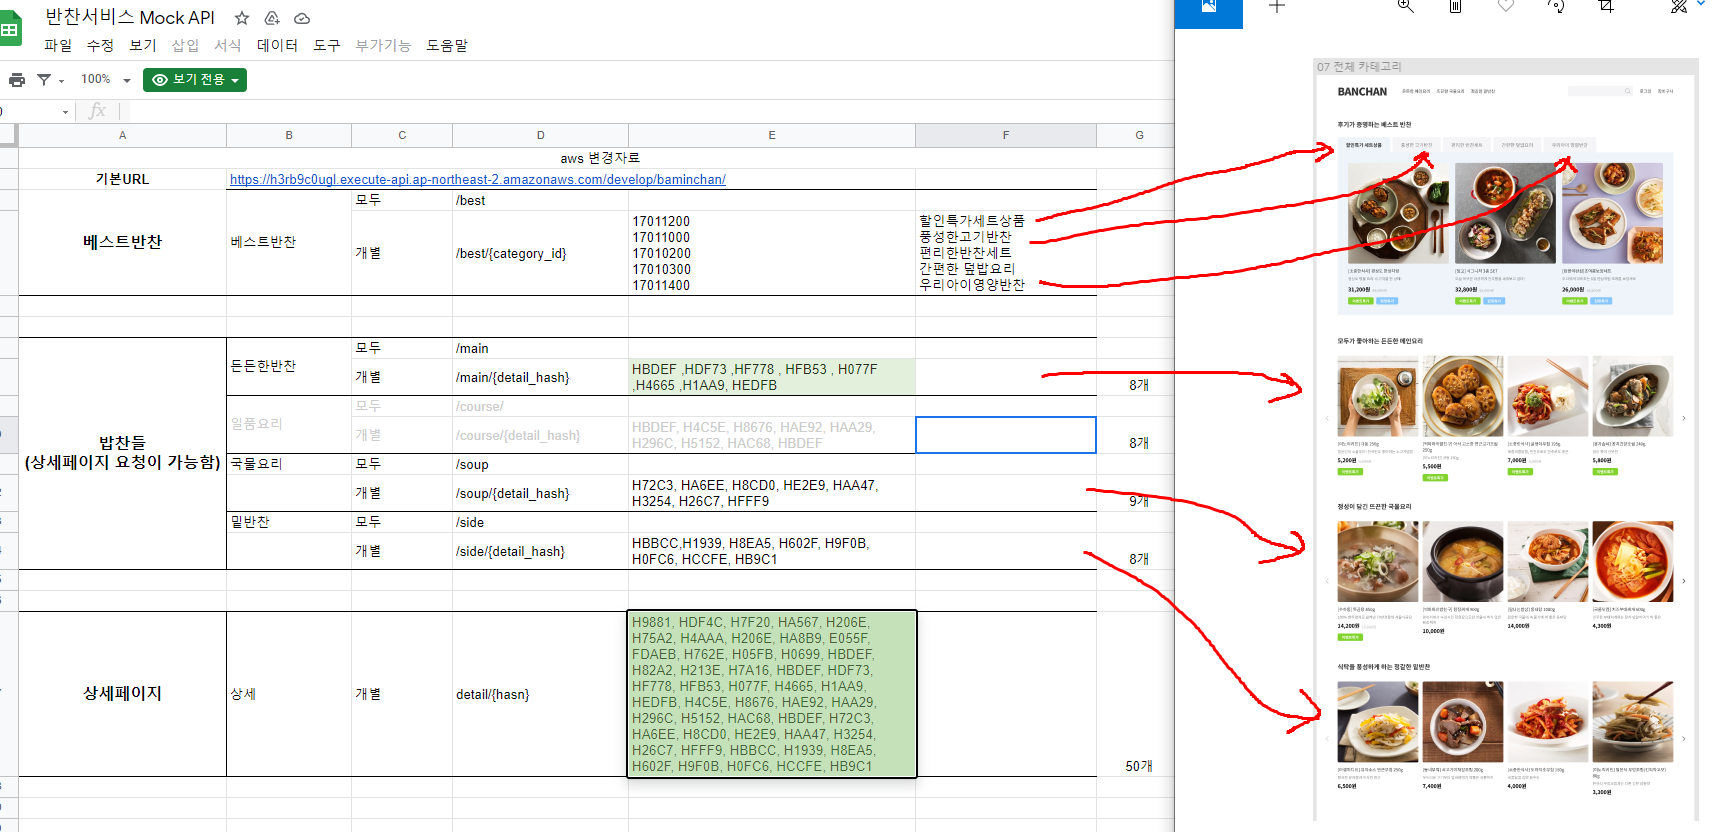 반찬서비스 Mock API
파일 수정 보기 삽입 서식 데이터 도구 부가기능 도움말
100% 보기 전용
fx
A B C D E F G
aws 변경자료
기본URL https://h3rb9c0ugl.execute-api.ap-northeast-2.amazonaws.com/develop/baminchan/
베스트반찬 베스트반찬 모두 /best
개별 /best/{category_id}
17011200 할인특가세트상품
17011000 풍성한고기반찬
17010200 편리한반찬세트
17010300 간편한 덮밥요리
17011400 우리아이영양반찬
밥찬들
(상세페이지 요청이 가능함)
든든한반찬 모두 /main
개별 /main/{detail_hash} HBDEF ,HDF73 ,HF778 , HFB53 , H077F
,H4665 ,H1AA9, HEDFB 8개
일품요리 모두 /course/
개별 /course/{detail_hash} HBDEF, H4C5E, H8676, HAE92, HAA29,
H296C, H5152, HAC68, HBDEF 8개
국물요리 모두 /soup
개별 /soup/{detail_hash} H72C3, HA6EE, H8CD0, HE2E9, HAA47,
H3254, H26C7, HFFF9 9개
밑반찬 모두 /side
개별 /side/{detail_hash} HBBCC,H1939, H8EA5, H602F, H9F0B,
H0FC6, HCCFE, HB9C1 8개
상세페이지 상세 개별 detail/{hasn}
H9881, HDF4C, H7F20, HA567, H206E,
H75A2, H4AAA, H206E, HA8B9, E055F,
FDAEB, H762E, H05FB, H0699, HBDEF,
H82A2, H213E, H7A16, HBDEF, HDF73,
HF778, HFB53, H077F, H4665, H1AA9,
HEDFB, H4C5E, H8676, HAE92, HAA29,
H296C, H5152, HAC68, HBDEF, H72C3,
HA6EE, H8CD0, HE2E9, HAA47, H3254,
H26C7, HFFF9, HBBCC, H1939, H8EA5,
H602F, H9F0B, H0FC6, HCCFE, HB9C1
50개
07 전체 카테고리
BANCHAN
후기가 증명하는 베스트 반찬
할인특가 세트상품
31,200원 32,800원 26,000원
모두가 좋아하는 든든한 메인요리
5,200원 5,500원 7,000원 5,800원
정성이 담긴 뜨끈한 국물요리
14,200원 10,000원 14,000원 4,300원
식탁을 풍성하게 하는 정갈한 밑반찬
6,500원 7,400원 4,000원 3,300원